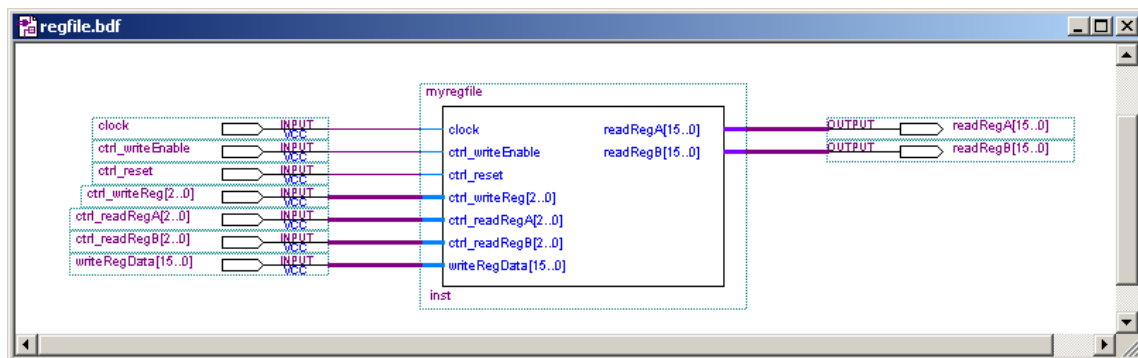 regfile.bdf
myregfile
clock INPUT VCC clock readRegA[15..0] OUTPUT readRegA[15..0]
ctrl_writeEnable INPUT VCC ctrl_writeEnable readRegB[15..0] OUTPUT readRegB[15..0]
ctrl_reset INPUT VCC ctrl_reset
ctrl_writeReg[2..0] INPUT VCC ctrl_writeReg[2..0]
ctrl_readRegA[2..0] INPUT VCC ctrl_readRegA[2..0]
ctrl_readRegB[2..0] INPUT VCC ctrl_readRegB[2..0]
writeRegData[15..0] INPUT VCC writeRegData[15..0]
inst